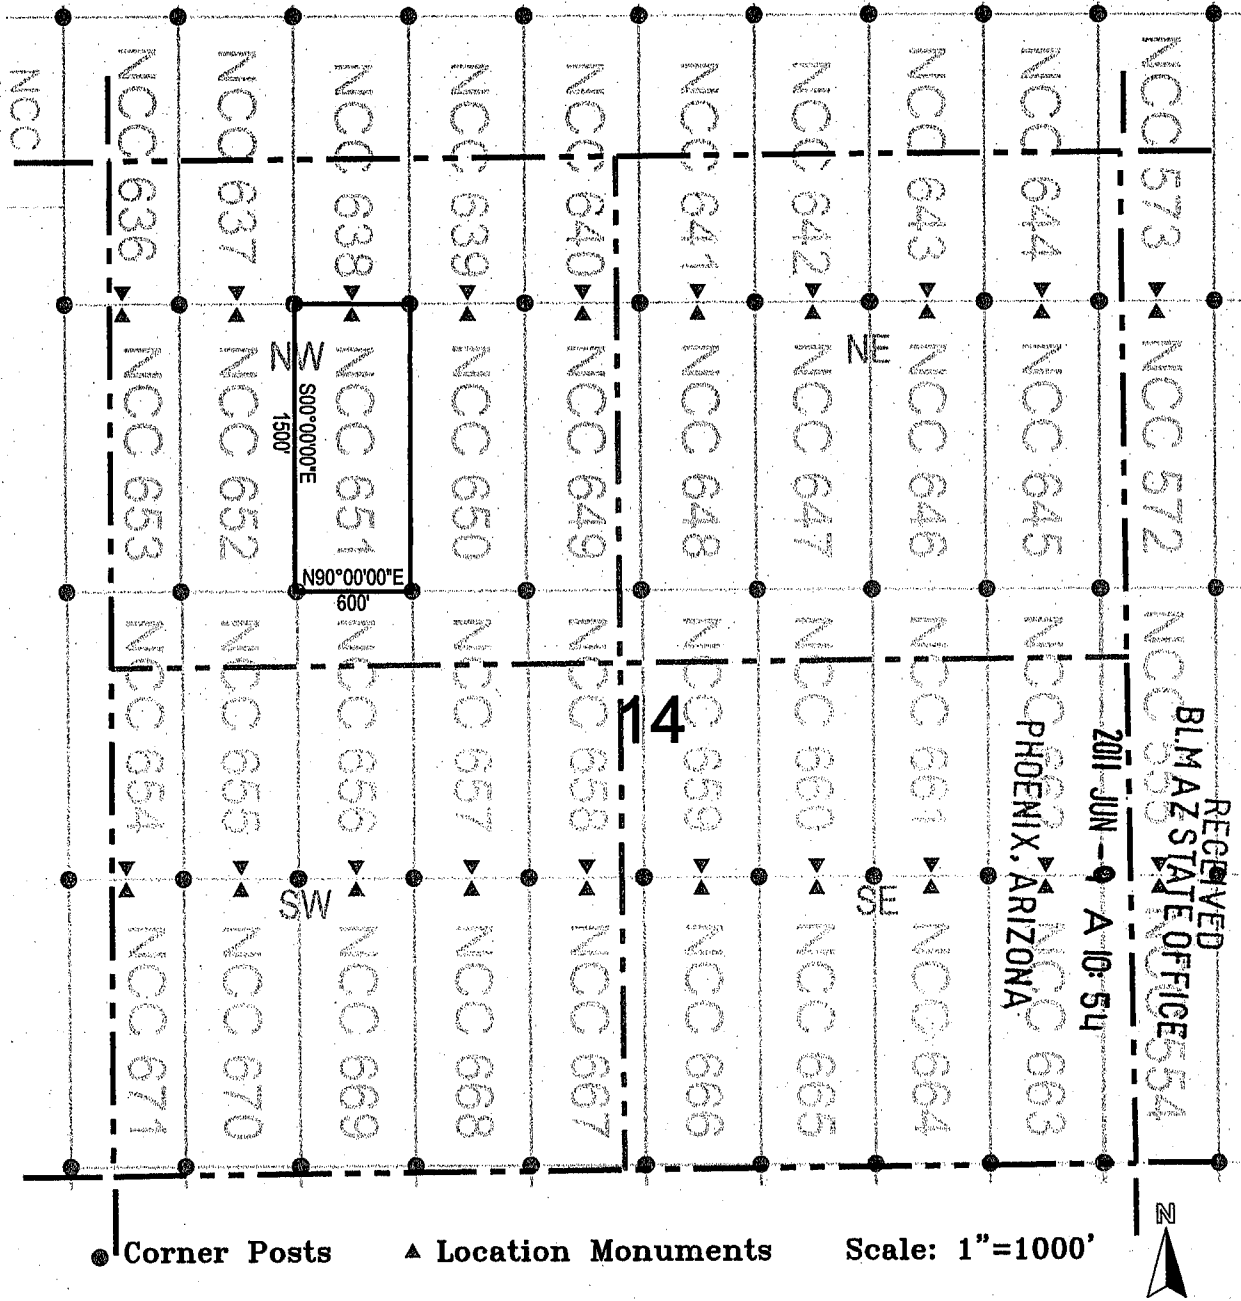 NCC
NCC 636
NCC 637
NCC 638
NCC 639
NCC 640
NCC 641
NCC 642
NCC 643
NCC 644
NCC 573
NW
NE
NCC 653
NCC 652
S00°00'00"E
1500'
NCC 651
NCC 650
NCC 649
NCC 648
NCC 647
NCC 646
NCC 645
NCC 572
N90°00'00"E
600'
14
NCC 654
NCC 655
NCC 656
NCC 657
NCC 658
NCC 659
NCC 660
NCC 661
NCC 662
NCC 555
RECEIVED
BLM AZ STATE OFFICE
2011 JUN -9 A 10:54
PHOENIX, ARIZONA
SW
SE
NCC 671
NCC 670
NCC 669
NCC 668
NCC 667
NCC 666
NCC 665
NCC 664
NCC 663
NCC 554
N
Corner Posts
Location Monuments
Scale: 1"=1000'